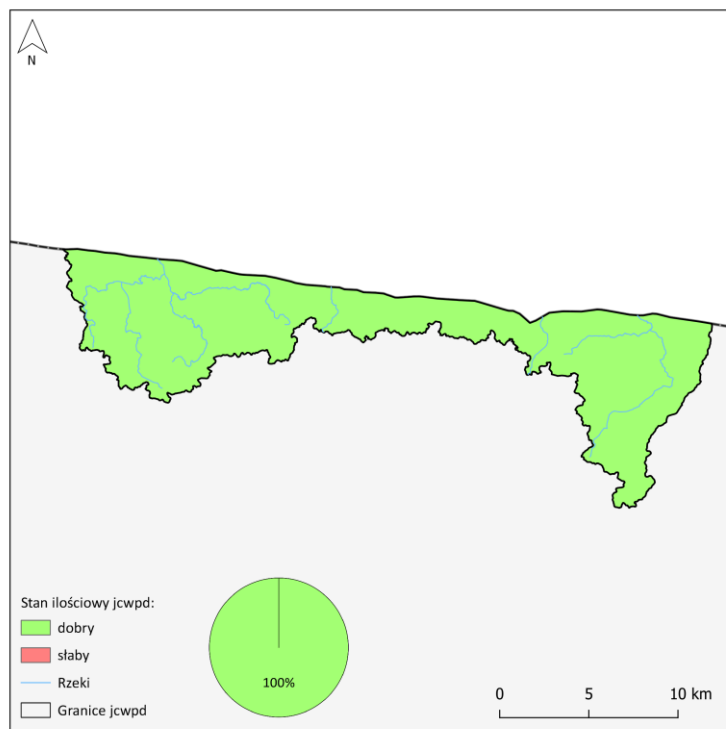 N
Stan ilościowy jcwpd:
dobry
słaby
Rzeki
Granice jcwpd
100%
0 5 10 km